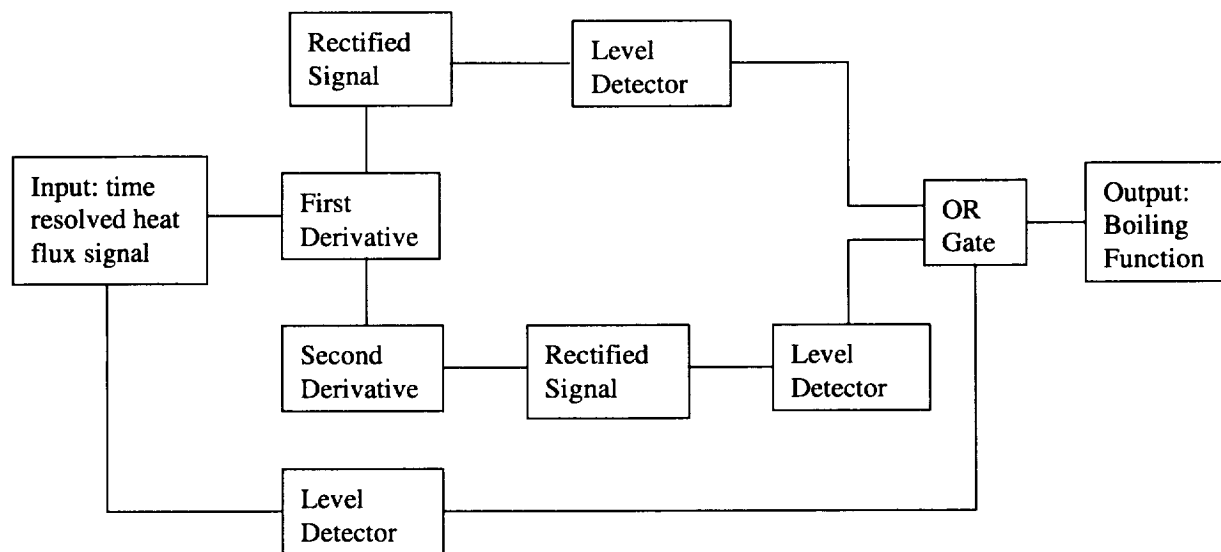 Rectified
Signal
Level
Detector
Input: time
resolved heat
flux signal
First
Derivative
OR
Gate
Output:
Boiling
Function
Second
Derivative
Rectified
Signal
Level
Detector
Level
Detector